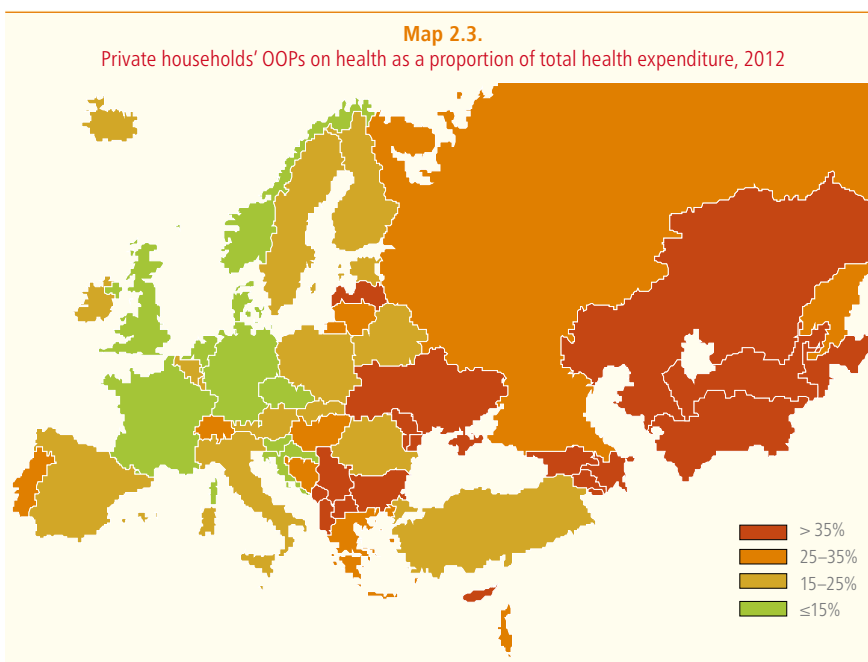 Map 2.3.
Private households’ OOPs on health as a proportion of total health expenditure, 2012
> 35%
25–35%
15–25%
≤15%